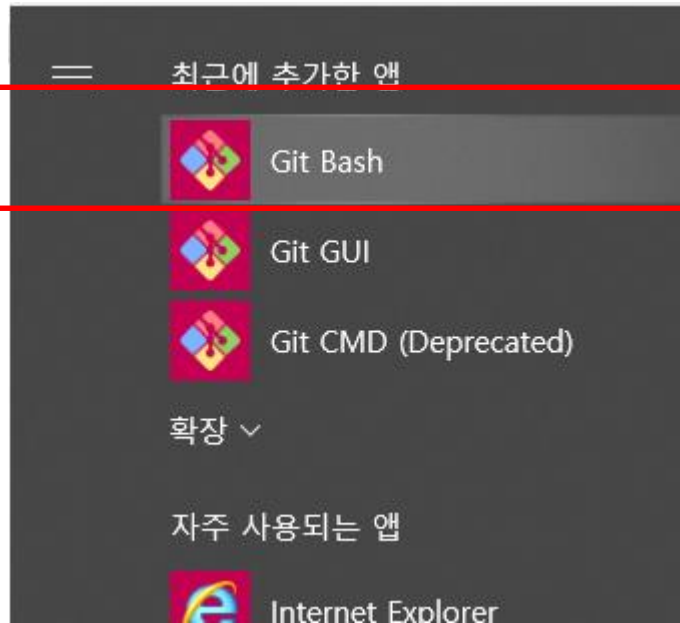 최근에 추가한 앱
Git Bash
Git GUI
Git CMD (Deprecated)
확장
자주 사용되는 앱
Internet Explorer